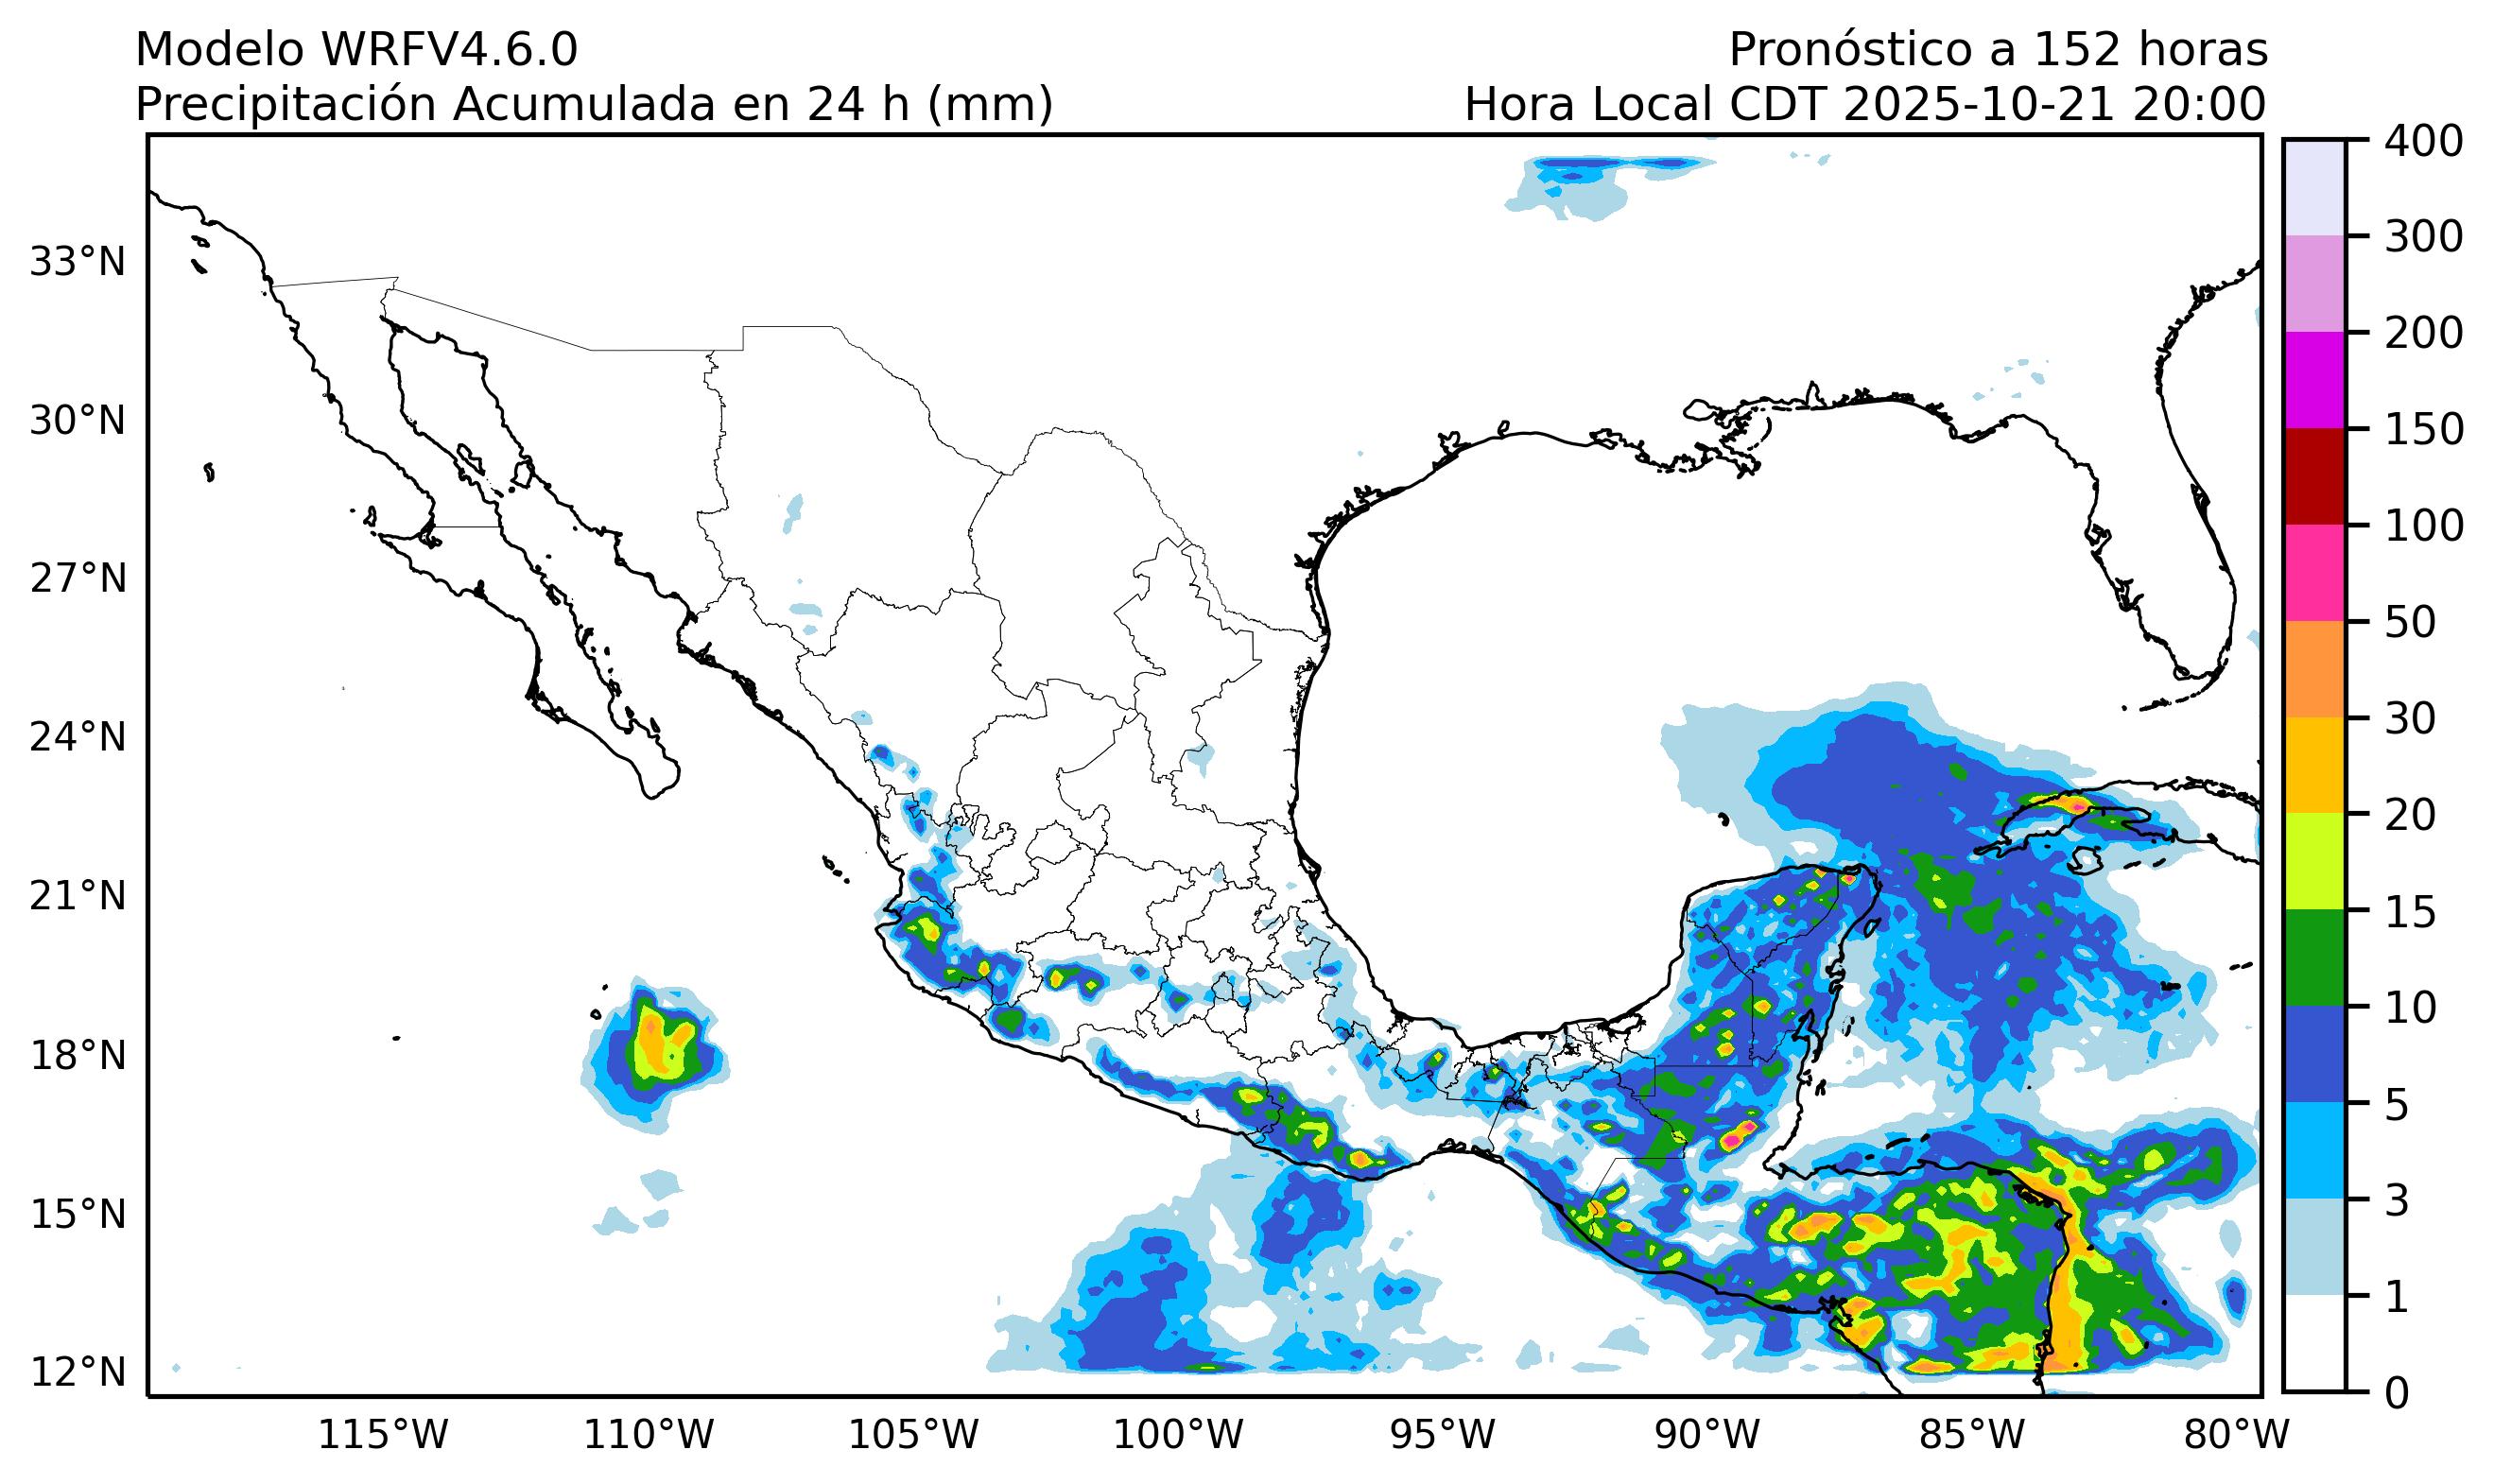 Modelo WRFV4.6.0
Pronóstico a 152 horas
Precipitación Acumulada en 24 h (mm)
Hora Local CDT 2025-10-21 20:00
33°N
30°N
27°N
24°N
21°N
18°N
15°N
12°N
115°W
110°W
105°W
100°W
95°W
90°W
85°W
80°W
400
300
200
150
100
50
30
20
15
10
5
3
1
0